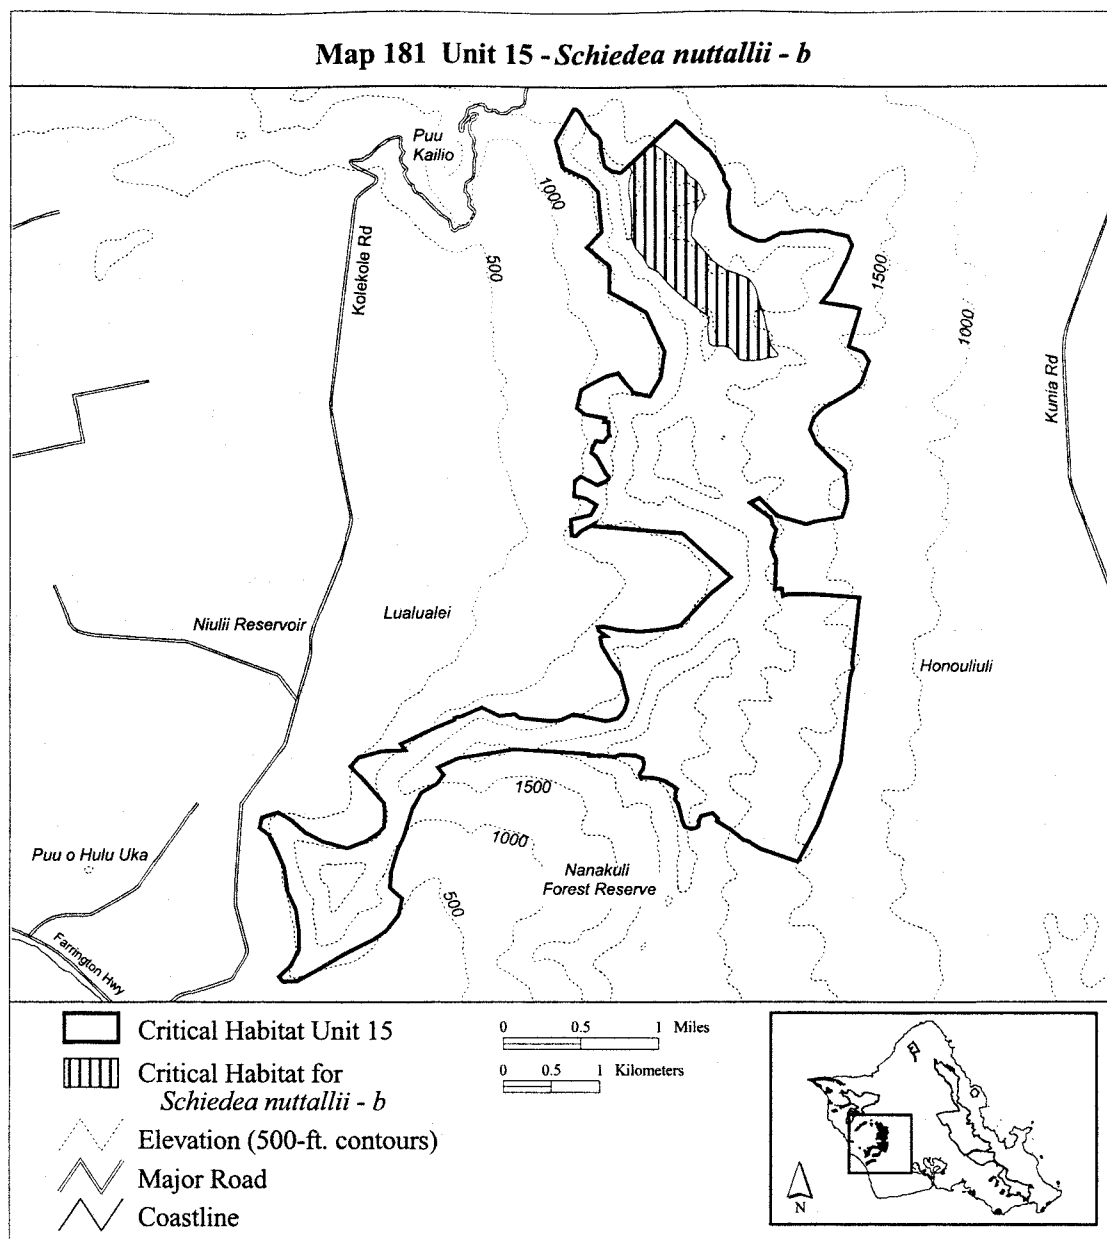 Map 181 Unit 15 - Schiedea nuttallii - b
Puu
Kailio
1000
500
Kolekole Rd
1500
1000
Kunia Rd
Niulii Reservoir
Lualualei
Honouliuli
1500
1000
Puu o Hulu Uka
Nanakuli
Forest Reserve
500
Farrington Hwy
Critical Habitat Unit 15
Critical Habitat for
Schiedea nuttallii - b
Elevation (500-ft. contours)
Major Road
Coastline
0 0.5 1 Miles
0 0.5 1 Kilometers
N